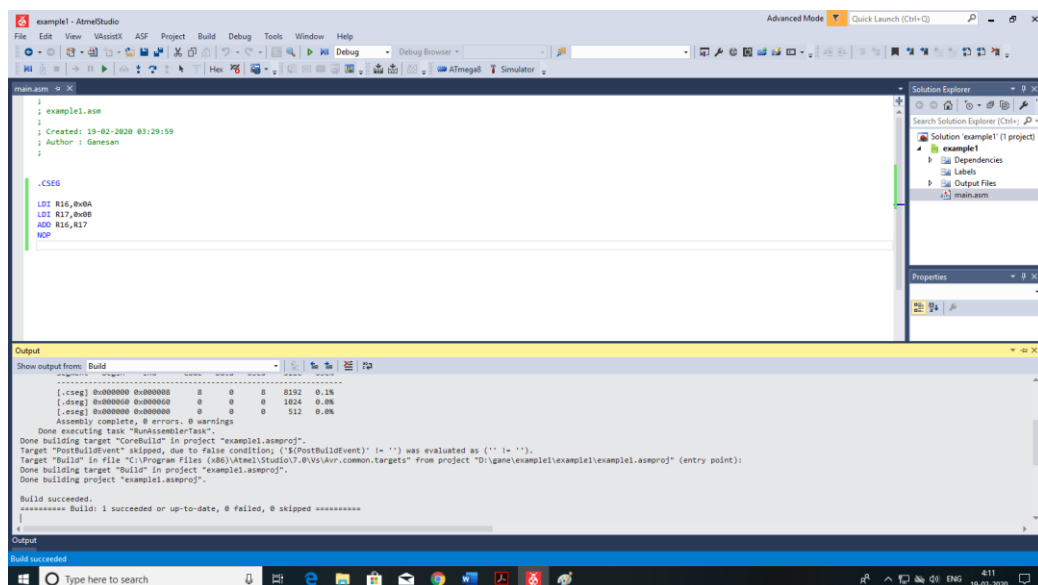 example1 - AtmelStudio
Advanced Mode
Quick Launch (Ctrl+Q)
File Edit View VAssistX ASF Project Build Debug Tools Window Help
Debug
Debug Browser
Hex
ATmega8 Simulator
main.asm
;
; example1.asm
;
; Created: 19-02-2020 03:29:59
; Author : Ganesan
;
.CSEG
LDI R16,0x0A
LDI R17,0x0B
ADD R16,R17
NOP
Solution Explorer
Search Solution Explorer (Ctrl+;
Solution 'example1' (1 project)
example1
Dependencies
Labels
Output Files
main.asm
Properties
Output
Show output from: Build
[.cseg] 0x000000 0x000008 8 0 8 8192 0.1%
[.dseg] 0x000060 0x000060 0 0 0 1024 0.0%
[.eseg] 0x000000 0x000000 0 0 0 512 0.0%
Assembly complete, 0 errors. 0 warnings
Done executing task "RunAssemblerTask".
Done building target "CoreBuild" in project "example1.asmproj".
Target "PostBuildEvent" skipped, due to false condition; ('$(PostBuildEvent)' != '') was evaluated as ('' != '').
Target "Build" in file "C:\Program Files (x86)\Atmel\Studio\7.0\Vs\Avr.common.targets" from project "D:\gane\example1\example1\example1.asmproj" (entry point):
Done building target "Build" in project "example1.asmproj".
Done building project "example1.asmproj".
Build succeeded.
========== Build: 1 succeeded or up-to-date, 0 failed, 0 skipped ==========
Output
Build succeeded
Type here to search
ENG
4:11
19-02-2020